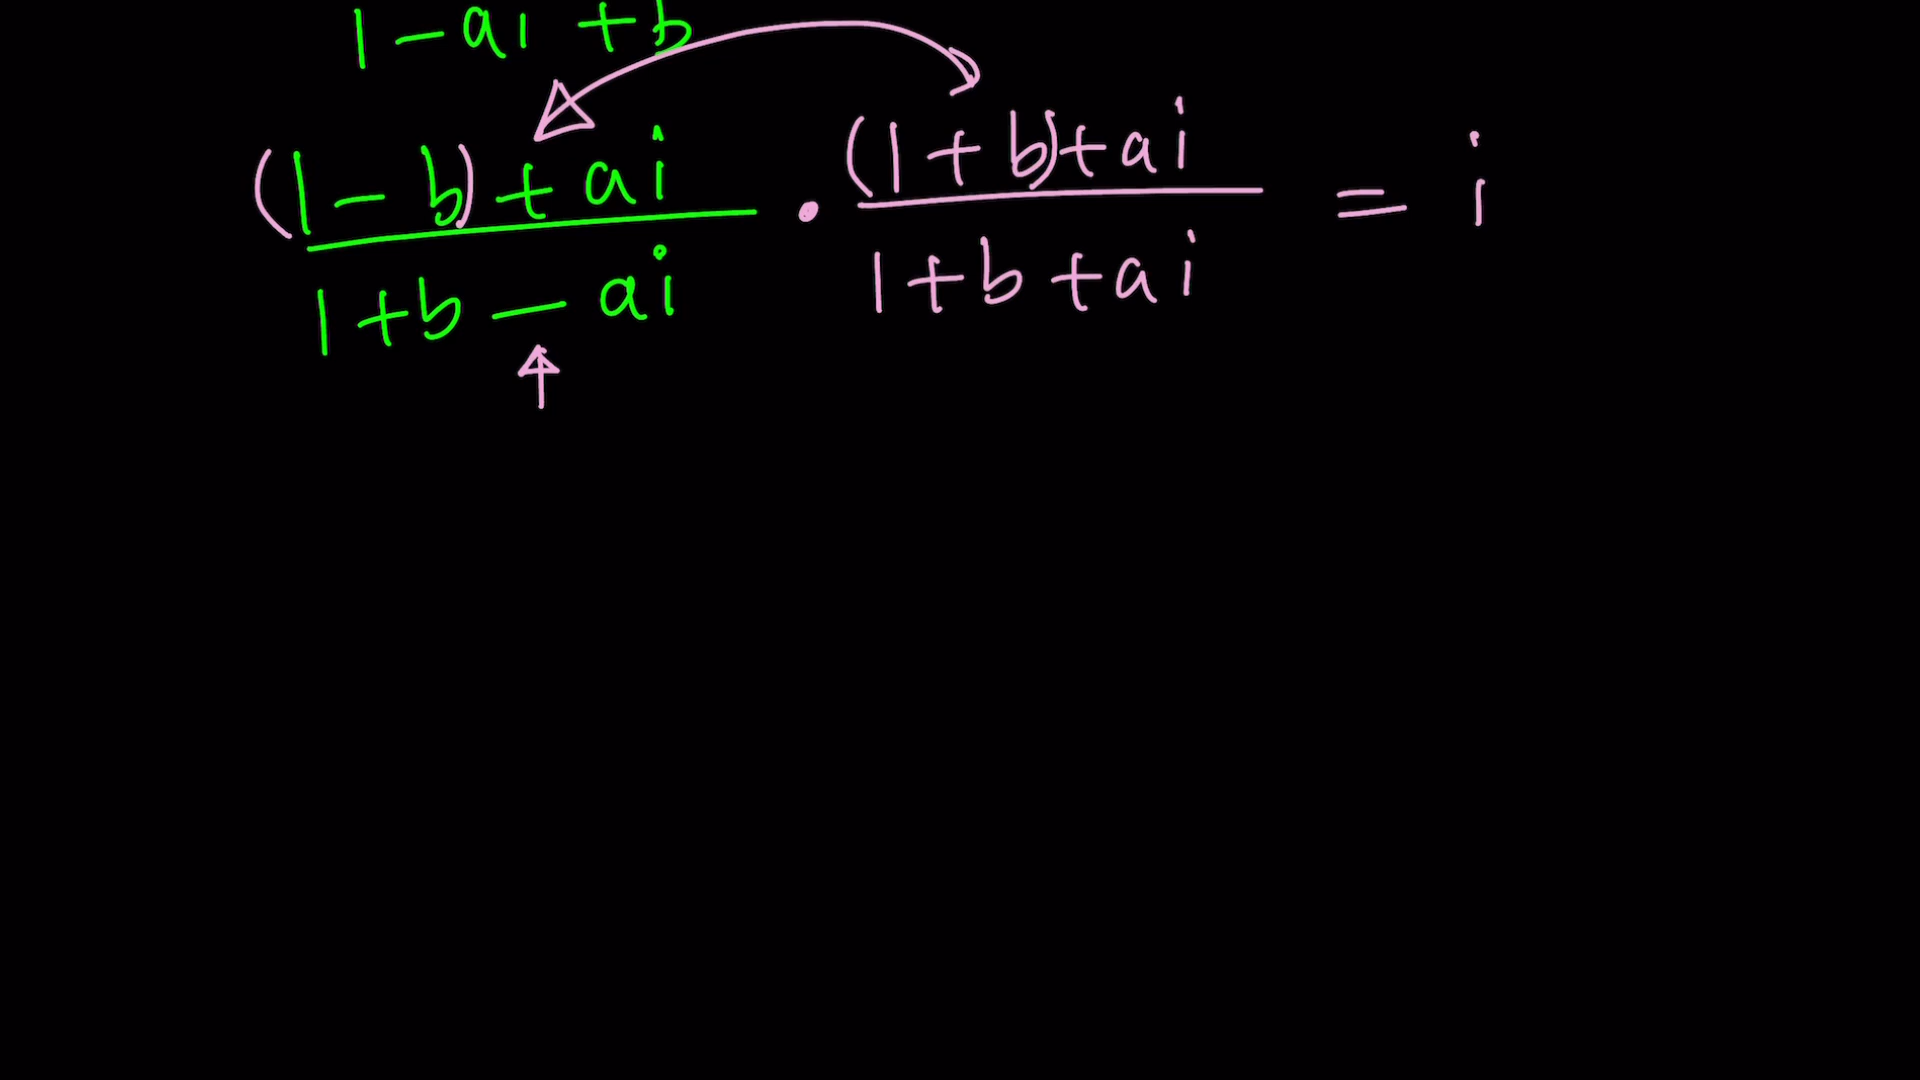 1 - ai + b
(1 - b) + ai / 1 + b - ai · (1 + b) + ai / 1 + b + ai = i